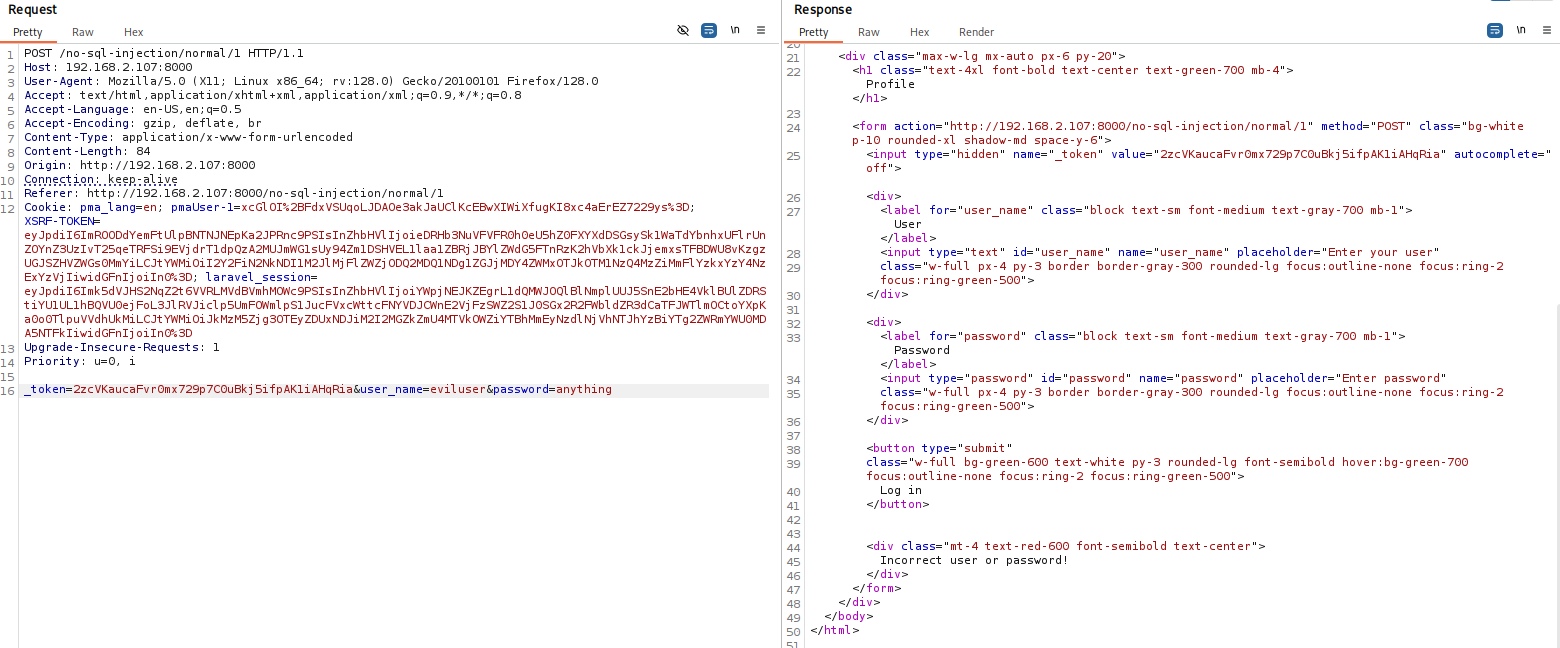 Request
Pretty Raw Hex \n
1 POST /no-sql-injection/normal/1 HTTP/1.1
2 Host: 192.168.2.107:8000
3 User-Agent: Mozilla/5.0 (X11; Linux x86_64; rv:128.0) Gecko/20100101 Firefox/128.0
4 Accept: text/html,application/xhtml+xml,application/xml;q=0.9,*/*;q=0.8
5 Accept-Language: en-US,en;q=0.5
6 Accept-Encoding: gzip, deflate, br
7 Content-Type: application/x-www-form-urlencoded
8 Content-Length: 84
9 Origin: http://192.168.2.107:8000
10 Connection: keep-alive
11 Referer: http://192.168.2.107:8000/no-sql-injection/normal/1
12 Cookie: pma_lang=en;
XSRF-TOKEN=
laravel_session=
13 Upgrade-Insecure-Requests: 1
14 Priority: u=0, i
15
16 _token=2zcVKaucaFvr0mx729p7C0uBkj5ifpAK1iAHqRia&user_name=eviluser&password=anything
Response
Pretty Raw Hex Render \n
20
21 <div class="max-w-lg mx-auto px-6 py-20">
22 <h1 class="text-4xl font-bold text-center text-green-700 mb-4">
Profile
</h1>
23
24 <form action="http://192.168.2.107:8000/no-sql-injection/normal/1" method="POST" class="bg-white
p-10 rounded-xl shadow-md space-y-6">
25 <input type="hidden" name="_token" value="2zcVKaucaFvr0mx729p7C0uBkj5ifpAK1iAHqRia" autocomplete="
off">
26 <div>
27 <label for="user_name" class="block text-sm font-medium text-gray-700 mb-1">
User
</label>
28 <input type="text" id="user_name" name="user_name" placeholder="Enter your user"
29 class="w-full px-4 py-3 border border-gray-300 rounded-lg focus:outline-none focus:ring-2
focus:ring-green-500">
30 </div>
31
32 <div>
33 <label for="password" class="block text-sm font-medium text-gray-700 mb-1">
Password
</label>
34 <input type="password" id="password" name="password" placeholder="Enter password"
35 class="w-full px-4 py-3 border border-gray-300 rounded-lg focus:outline-none focus:ring-2
focus:ring-green-500">
36 </div>
37
38 <button type="submit"
39 class="w-full bg-green-600 text-white py-3 rounded-lg font-semibold hover:bg-green-700
focus:outline-none focus:ring-2 focus:ring-green-500">
40 Log in
41 </button>
42
43
44 <div class="mt-4 text-red-600 font-semibold text-center">
45 Incorrect user or password!
46 </div>
47 </form>
48 </div>
49 </body>
50 </html>
51